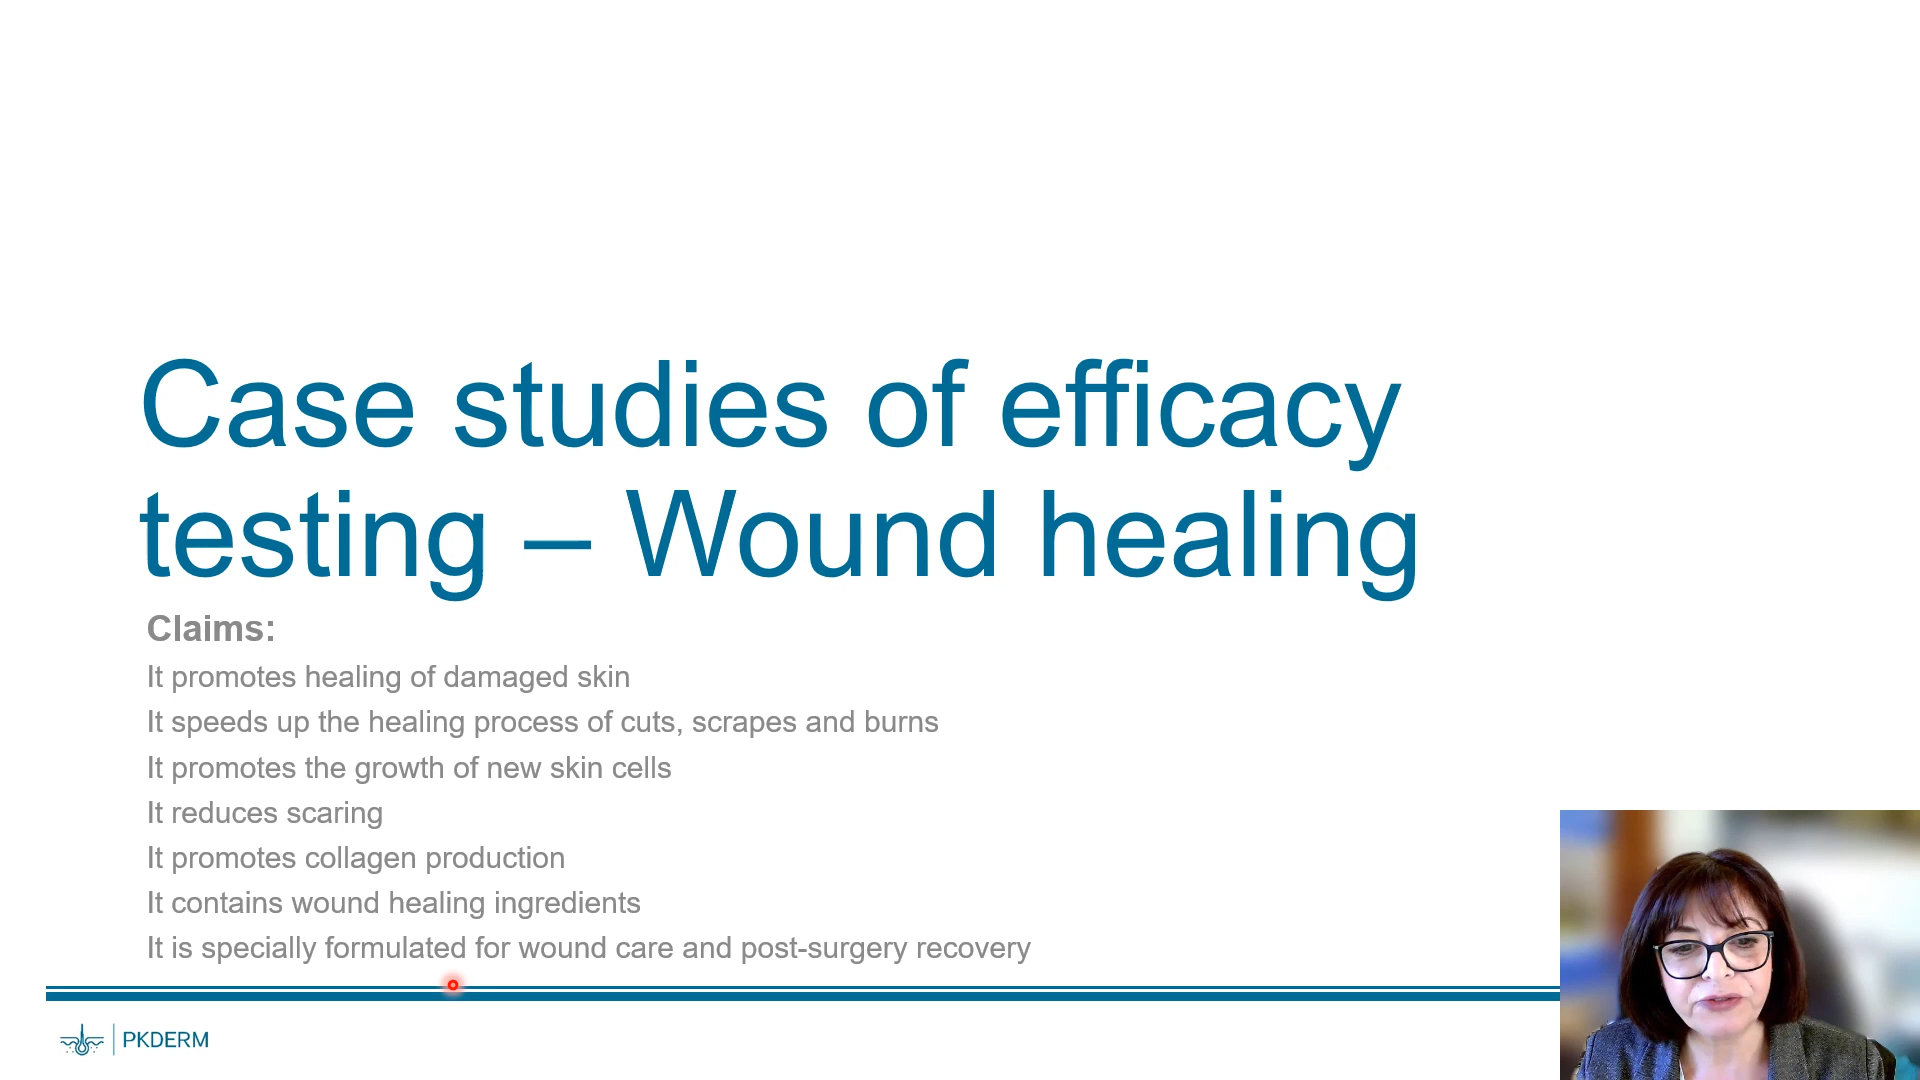 Case studies of efficacy
testing – Wound healing
Claims:
It promotes healing of damaged skin
It speeds up the healing process of cuts, scrapes and burns
It promotes the growth of new skin cells
It reduces scaring
It promotes collagen production
It contains wound healing ingredients
It is specially formulated for wound care and post-surgery recovery
PKDERM